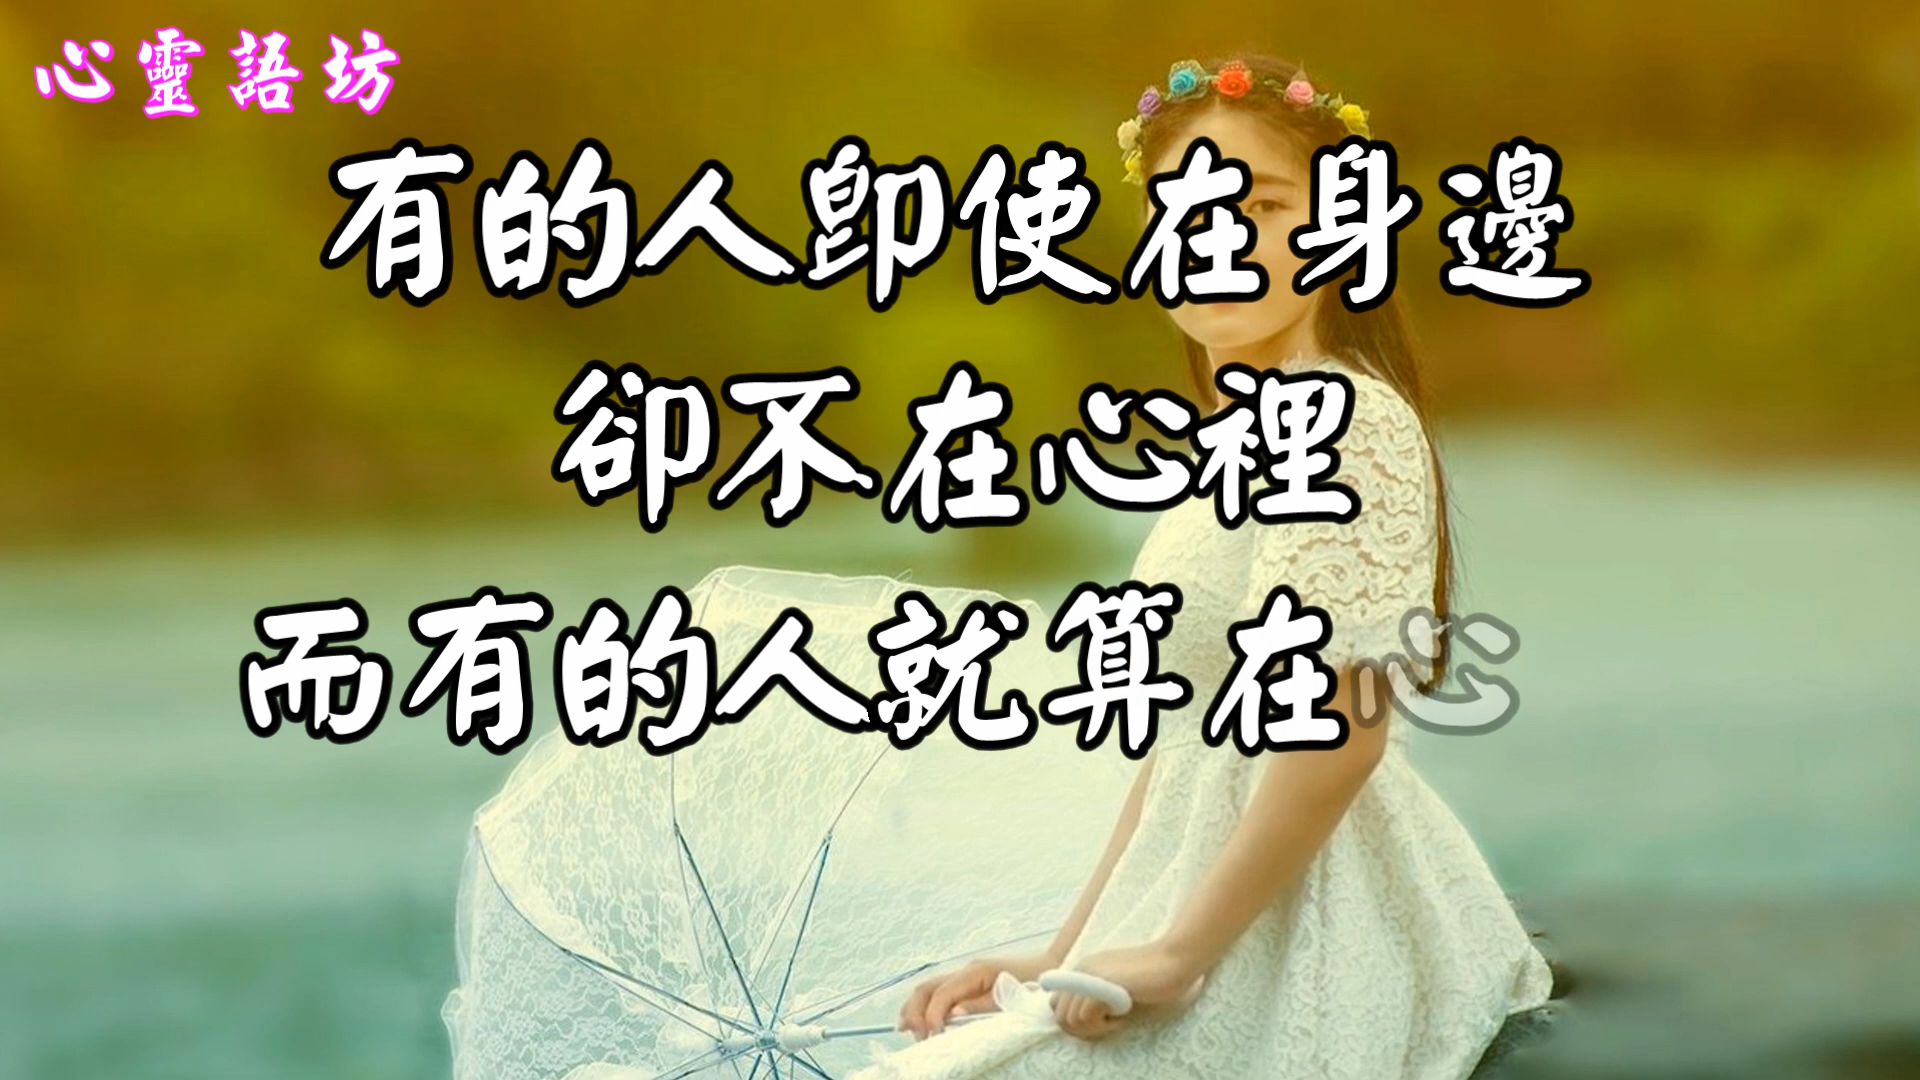 心靈語坊
有的人即使在身邊
卻不在心裡
而有的人就算在心